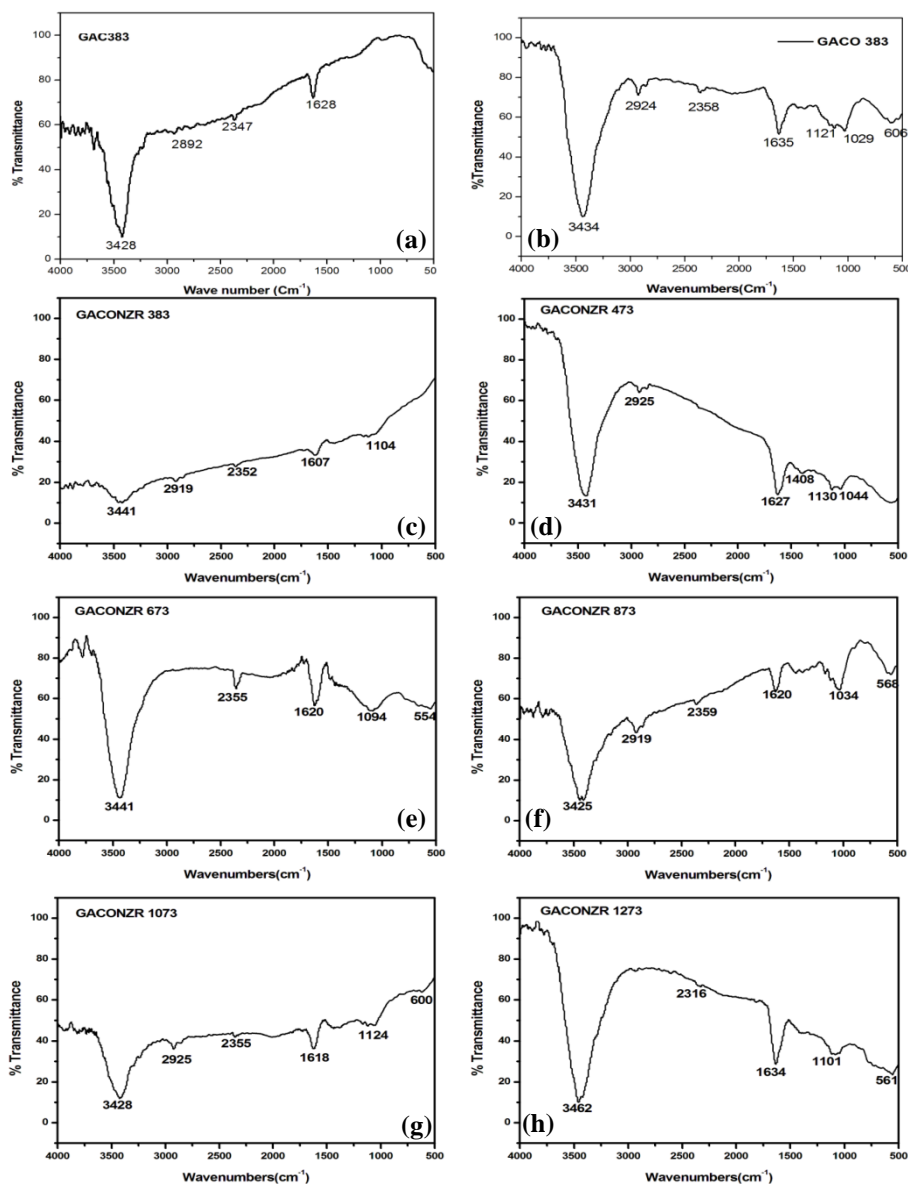 GAC383
% Transmittance
100
80
60
40
20
0
3428
2892
2347
1628
(a)
4000 3500 3000 2500 2000 1500 1000 500
Wave number (Cm⁻¹)
GACO 383
%Transmittance
100
80
60
40
20
0
3434
2924
2358
1635
1121
1029
606
(b)
4000 3500 3000 2500 2000 1500 1000 500
Wavenumbers(Cm⁻¹)
GACONZR 383
% Transmittance
100
80
60
40
20
0
3441
2919
2352
1607
1104
(c)
4000 3500 3000 2500 2000 1500 1000 500
Wavenumbers(cm⁻¹)
GACONZR 473
% Transmittance
100
80
60
40
20
0
3431
2925
1627
1408
1130
1044
(d)
4000 3500 3000 2500 2000 1500 1000 500
Wavenumbers(cm⁻¹)
GACONZR 673
% Transmittance
100
80
60
40
20
0
3441
2355
1620
1094
554
(e)
4000 3500 3000 2500 2000 1500 1000 500
Wavenumbers(cm⁻¹)
GACONZR 873
% Transmittance
100
80
60
40
20
0
3425
2919
2359
1620
1034
568
(f)
4000 3500 3000 2500 2000 1500 1000 500
Wavenumbers(cm⁻¹)
GACONZR 1073
% Transmittance
100
80
60
40
20
0
3428
2925
2355
1618
1124
600
(g)
4000 3500 3000 2500 2000 1500 1000 500
Wavenumbers(cm⁻¹)
GACONZR 1273
% Transmittance
100
80
60
40
20
0
3462
2316
1634
1101
561
(h)
4000 3500 3000 2500 2000 1500 1000 500
Wavenumbers(cm⁻¹)